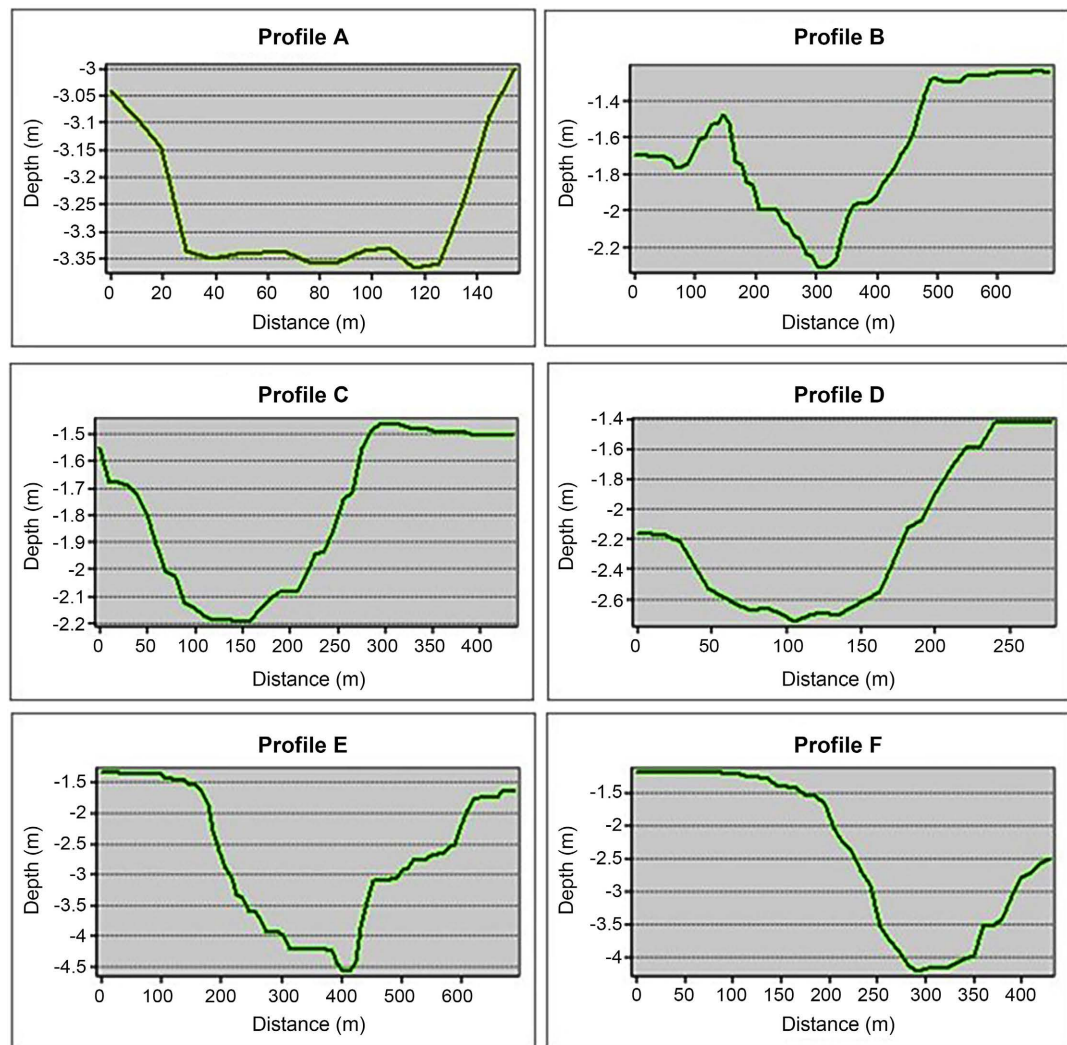 Profile A
Depth (m)
-3
-3.05
-3.1
-3.15
-3.2
-3.25
-3.3
-3.35
0 20 40 60 80 100 120 140
Distance (m)
Profile B
Depth (m)
-1.4
-1.6
-1.8
-2
-2.2
0 100 200 300 400 500 600
Distance (m)
Profile C
Depth (m)
-1.5
-1.6
-1.7
-1.8
-1.9
-2
-2.1
-2.2
0 50 100 150 200 250 300 350 400
Distance (m)
Profile D
Depth (m)
-1.4
-1.6
-1.8
-2
-2.2
-2.4
-2.6
0 50 100 150 200 250
Distance (m)
Profile E
Depth (m)
-1.5
-2
-2.5
-3
-3.5
-4
-4.5
0 100 200 300 400 500 600
Distance (m)
Profile F
Depth (m)
-1.5
-2
-2.5
-3
-3.5
-4
0 50 100 150 200 250 300 350 400
Distance (m)